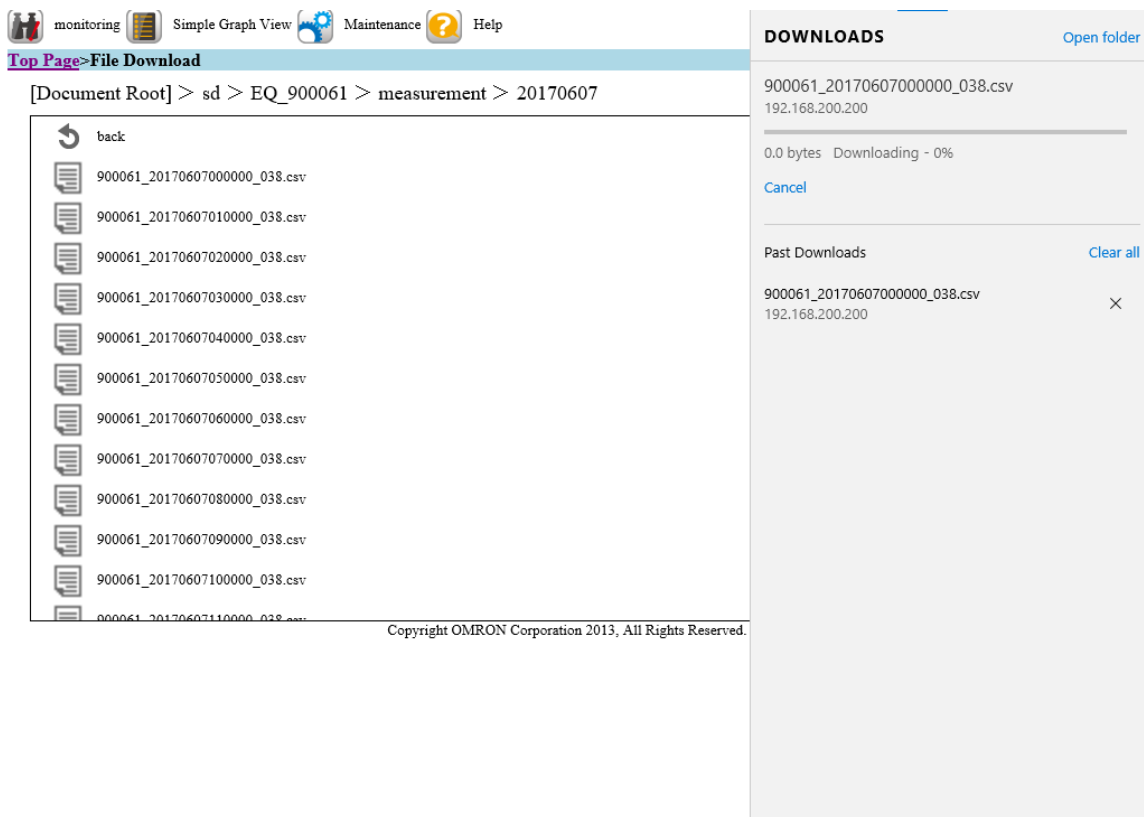 monitoring Simple Graph View Maintenance Help
Top Page>File Download
[Document Root] > sd > EQ_900061 > measurement > 20170607
back
900061_20170607000000_038.csv
900061_20170607010000_038.csv
900061_20170607020000_038.csv
900061_20170607030000_038.csv
900061_20170607040000_038.csv
900061_20170607050000_038.csv
900061_20170607060000_038.csv
900061_20170607070000_038.csv
900061_20170607080000_038.csv
900061_20170607090000_038.csv
900061_20170607100000_038.csv
900061_20170607110000_038.csv
Copyright OMRON Corporation 2013, All Rights Reserved.
DOWNLOADS Open folder
900061_20170607000000_038.csv
192.168.200.200
0.0 bytes Downloading - 0%
Cancel
Past Downloads Clear all
900061_20170607000000_038.csv
192.168.200.200